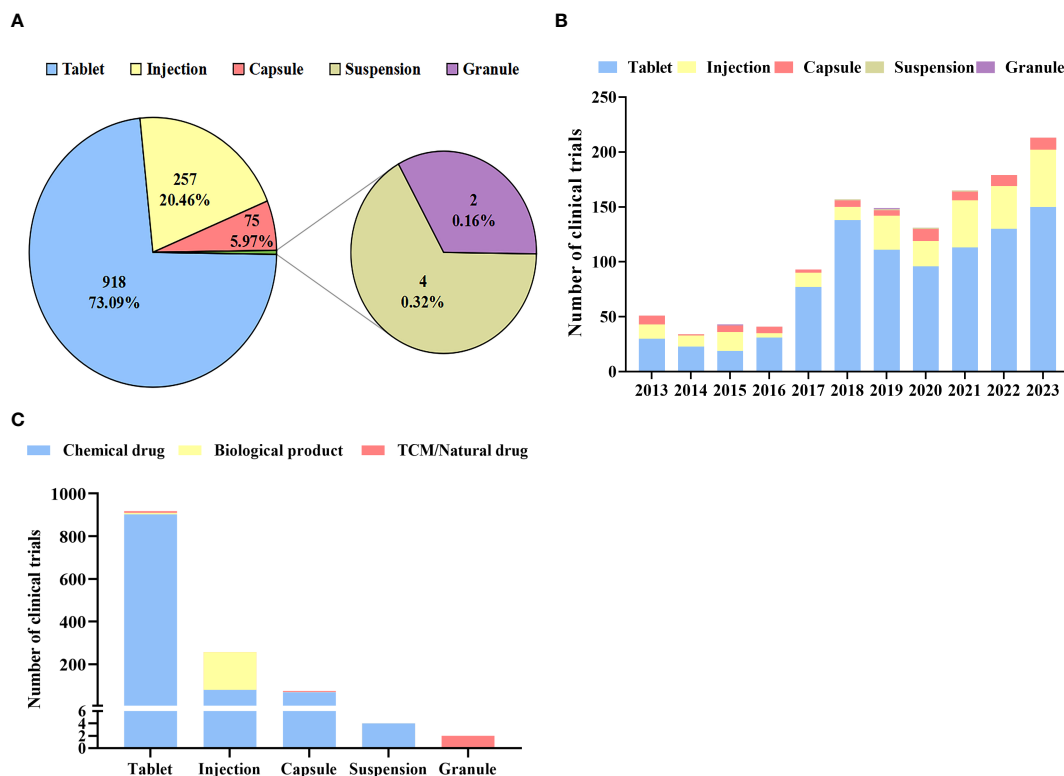 A
Tablet Injection Capsule Suspension Granule
257
20.46%
75
5.97%
918
73.09%
2
0.16%
4
0.32%
B
Tablet Injection Capsule Suspension Granule
Number of clinical trials
250
200
150
100
50
0
2013 2014 2015 2016 2017 2018 2019 2020 2021 2022 2023
C
Chemical drug Biological product TCM/Natural drug
Number of clinical trials
1000
800
600
400
200
6
4
2
0
Tablet Injection Capsule Suspension Granule